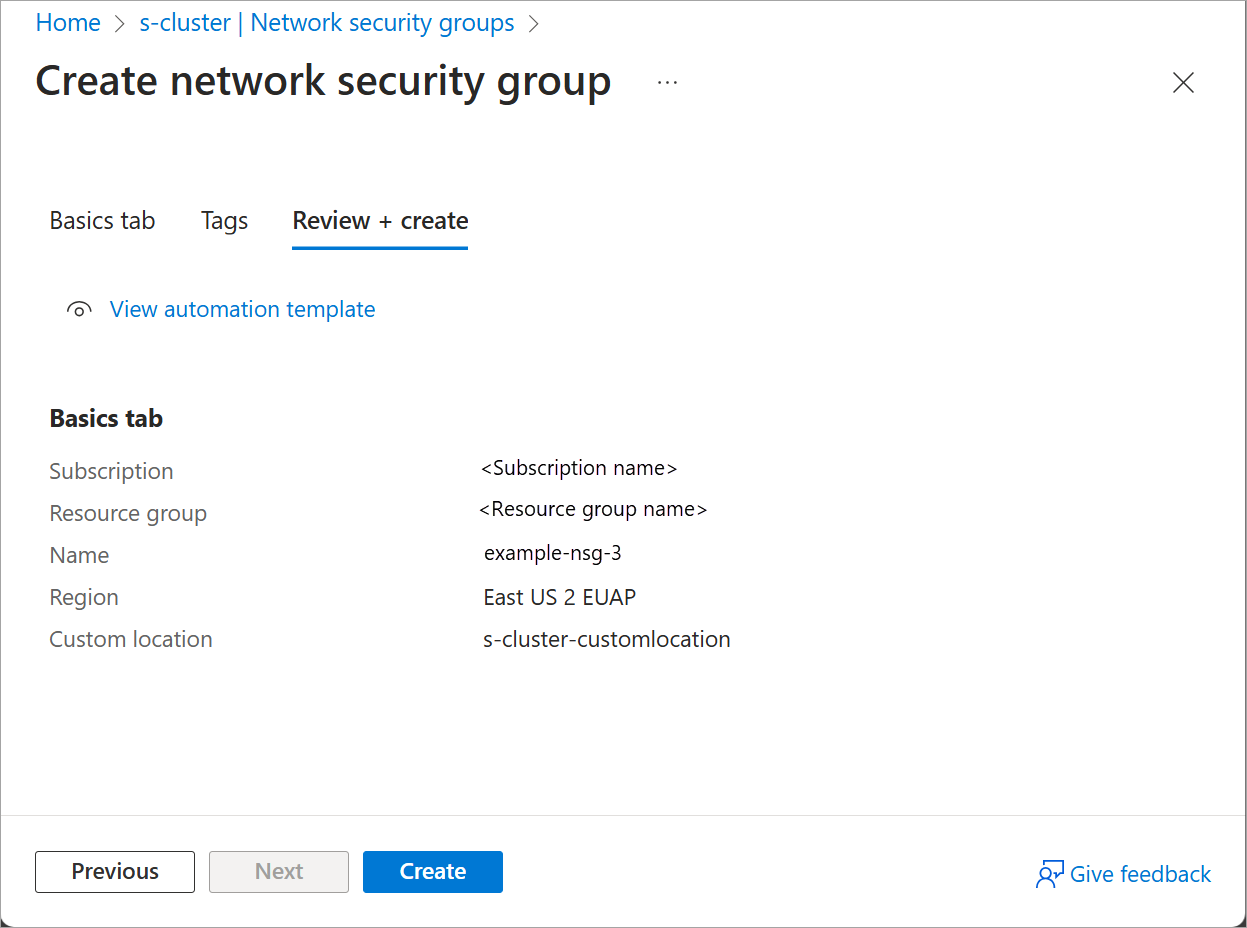 Home > s-cluster | Network security groups >
Create network security group ...
Basics tab Tags Review + create
View automation template
Basics tab
Subscription <Subscription name>
Resource group <Resource group name>
Name example-nsg-3
Region East US 2 EUAP
Custom location s-cluster-customlocation
Previous Next Create Give feedback